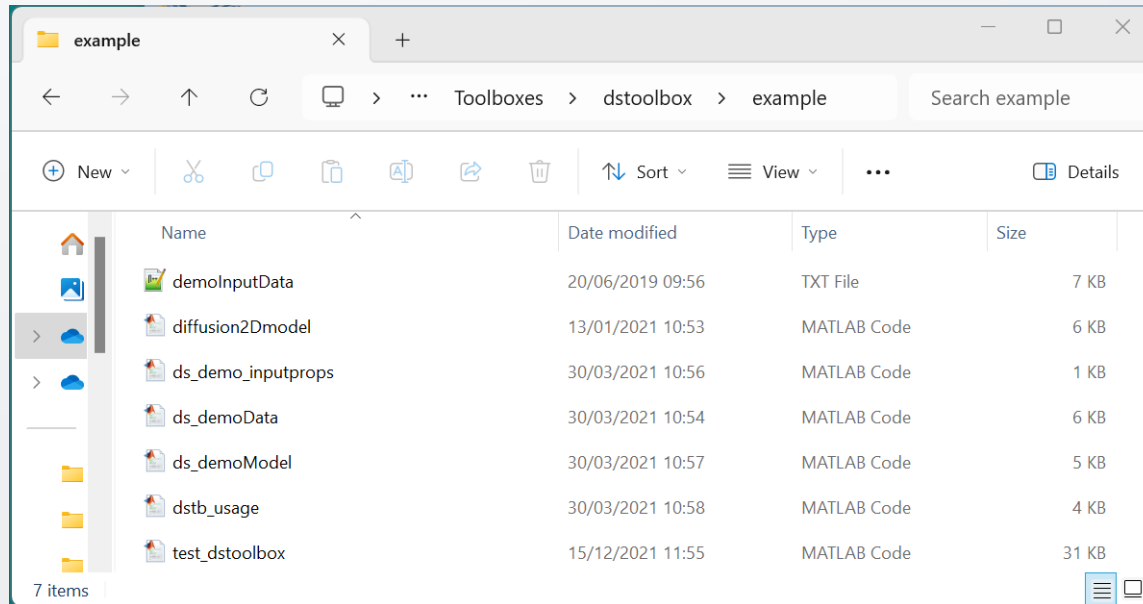 example
Toolboxes > dstoolbox > example Search example
New Sort View Details
Name Date modified Type Size
demoInputData 20/06/2019 09:56 TXT File 7 KB
diffusion2Dmodel 13/01/2021 10:53 MATLAB Code 6 KB
ds_demo_inputprops 30/03/2021 10:56 MATLAB Code 1 KB
ds_demoData 30/03/2021 10:54 MATLAB Code 6 KB
ds_demoModel 30/03/2021 10:57 MATLAB Code 5 KB
dstb_usage 30/03/2021 10:58 MATLAB Code 4 KB
test_dstoolbox 15/12/2021 11:55 MATLAB Code 31 KB
7 items